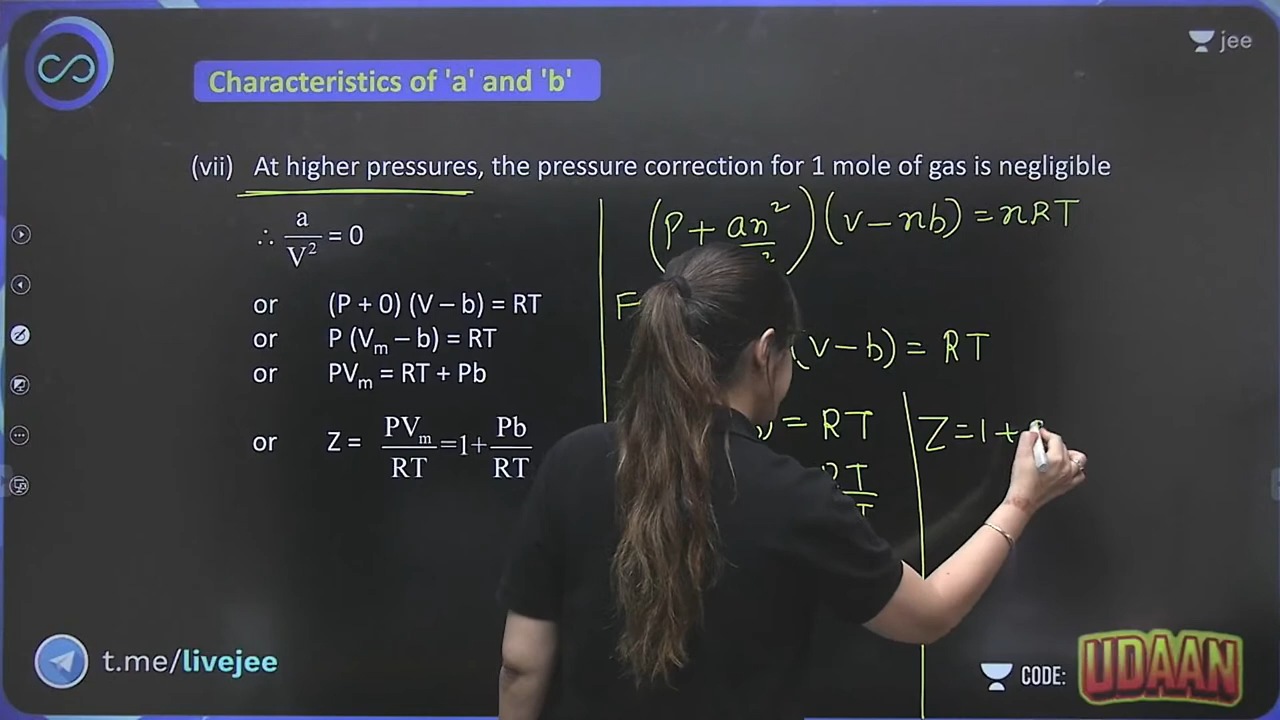 jee
Characteristics of 'a' and 'b'
(vii) At higher pressures, the pressure correction for 1 mole of gas is negligible
∴ a/V² = 0
or (P + 0) (V – b) = RT
or P (Vₘ – b) = RT
or PVₘ = RT + Pb
or Z = PVₘ/RT = 1 + Pb/RT
(P + an²/ ²)(V – nb) = nRT
F
(V – b) = RT
= RT
RT
Z = 1 +
t.me/livejee
CODE: UDAAN